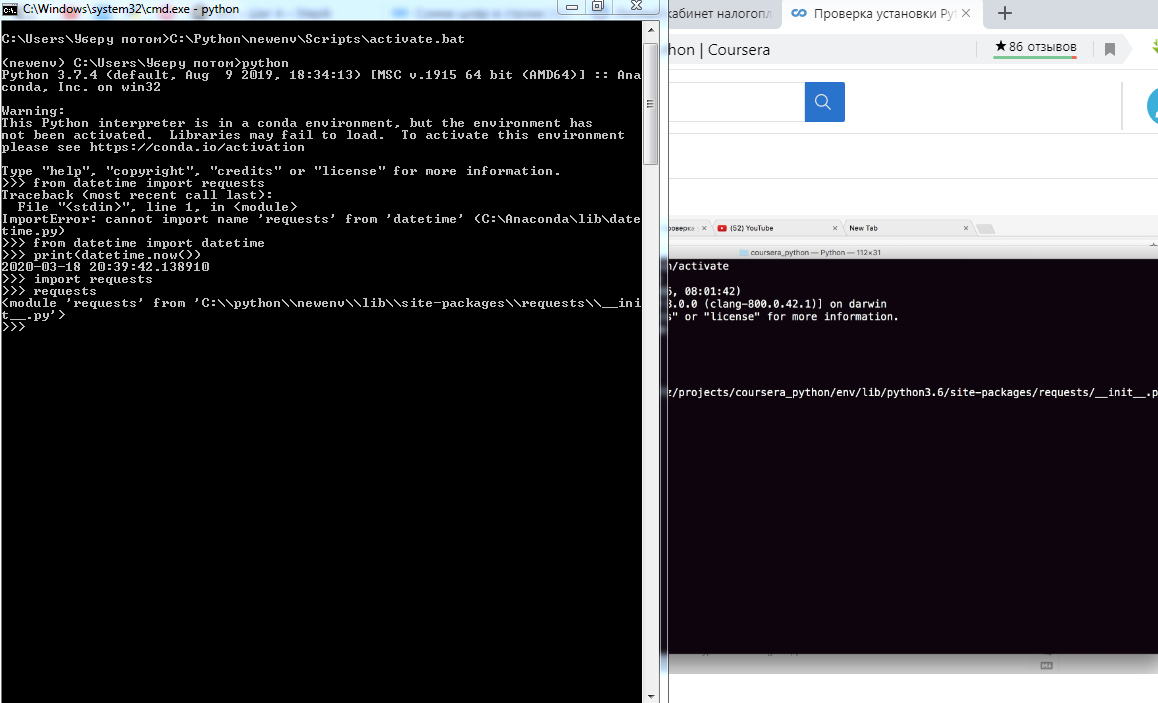 C:\Windows\system32\cmd.exe - python
C:\Users\Уберу потом>C:\Python\newenv\Scripts\activate.bat
(newenv) C:\Users\Уберу потом>python
Python 3.7.4 (default, Aug  9 2019, 18:34:13) [MSC v.1915 64 bit (AMD64)] :: Ana
conda, Inc. on win32
Warning:
This Python interpreter is in a conda environment, but the environment has
not been activated.  Libraries may fail to load.  To activate this environment
please see https://conda.io/activation
Type "help", "copyright", "credits" or "license" for more information.
>>> from datetime import requests
Traceback (most recent call last):
  File "<stdin>", line 1, in <module>
ImportError: cannot import name 'requests' from 'datetime' (C:\Anaconda\lib\date
time.py)
>>> from datetime import datetime
>>> print(datetime.now())
2020-03-18 20:39:42.138910
>>> import requests
>>> requests
<module 'requests' from 'C:\\python\\newenv\\lib\\site-packages\\requests\\__ini
t__.py'>
>>>
кабинет налогопл
Проверка установки Pyt
hon | Coursera
★86 отзывов
(52) YouTube
New Tab
coursera_python — Python — 112×31
/activate
, 08:01:42)
.0.0 (clang-800.0.42.1)] on darwin
" or "license" for more information.
z/projects/coursera_python/env/lib/python3.6/site-packages/requests/__init__.p